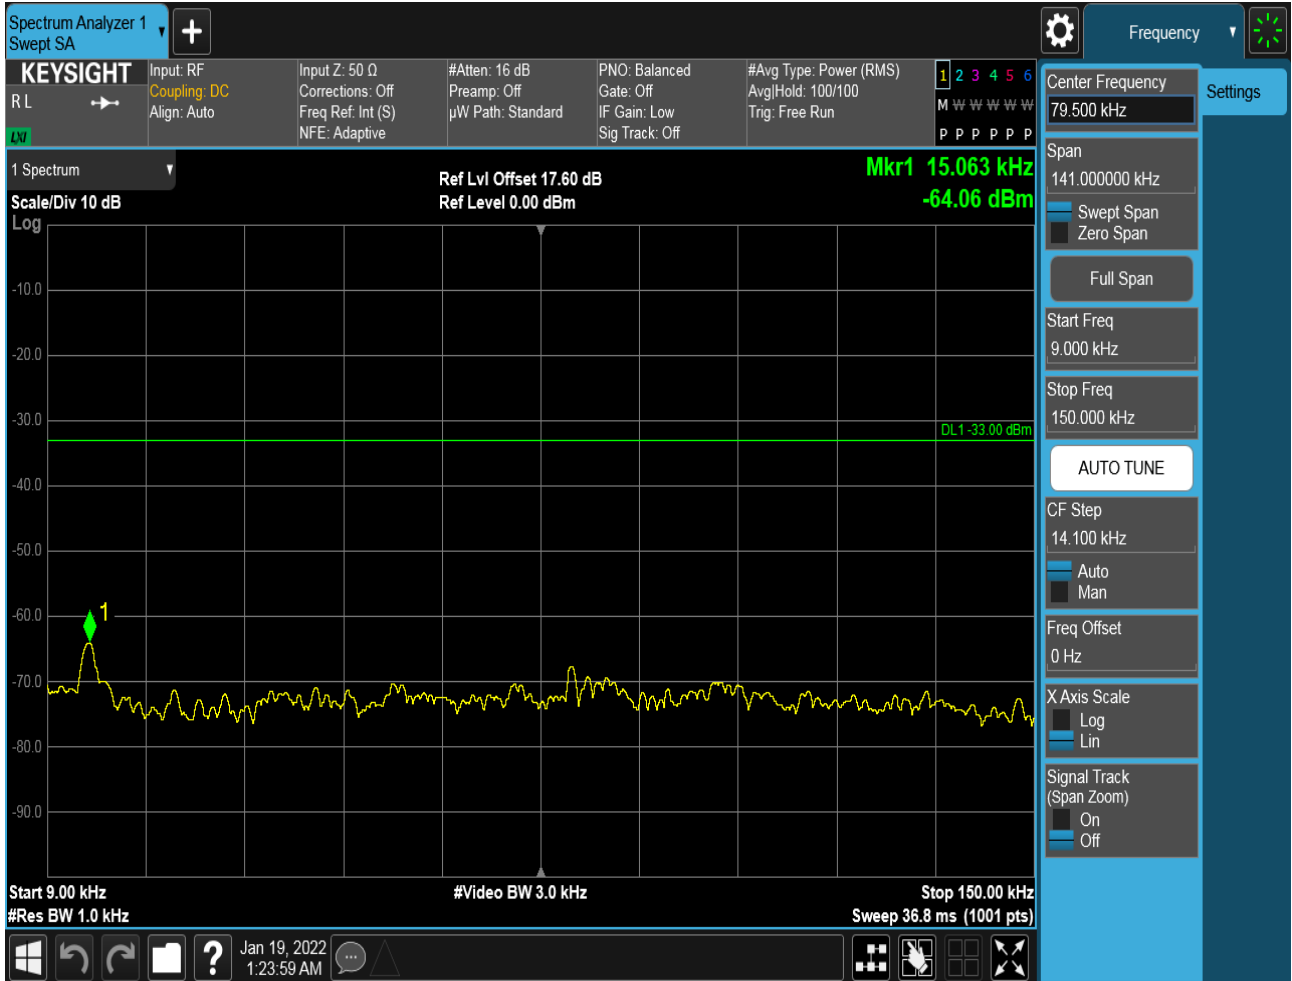 Spectrum Analyzer 1
Swept SA
Frequency
KEYSIGHT
R L
LXI
Input: RF
Coupling: DC
Align: Auto
Input Z: 50 Ω
Corrections: Off
Freq Ref: Int (S)
NFE: Adaptive
#Atten: 16 dB
Preamp: Off
µW Path: Standard
PNO: Balanced
Gate: Off
IF Gain: Low
Sig Track: Off
#Avg Type: Power (RMS)
Avg|Hold: 100/100
Trig: Free Run
1 2 3 4 5 6
M W W W W W
P P P P P P
Center Frequency
79.500 kHz
Settings
Span
141.000000 kHz
Swept Span
Zero Span
Full Span
Start Freq
9.000 kHz
Stop Freq
150.000 kHz
AUTO TUNE
CF Step
14.100 kHz
Auto
Man
Freq Offset
0 Hz
X Axis Scale
Log
Lin
Signal Track
(Span Zoom)
On
Off
1 Spectrum
Scale/Div 10 dB
Log
Ref Lvl Offset 17.60 dB
Ref Level 0.00 dBm
Mkr1 15.063 kHz
-64.06 dBm
-10.0
-20.0
-30.0
DL1 -33.00 dBm
-40.0
-50.0
-60.0
1
-70.0
-80.0
-90.0
Start 9.00 kHz
#Video BW 3.0 kHz
Stop 150.00 kHz
#Res BW 1.0 kHz
Sweep 36.8 ms (1001 pts)
?
Jan 19, 2022
1:23:59 AM